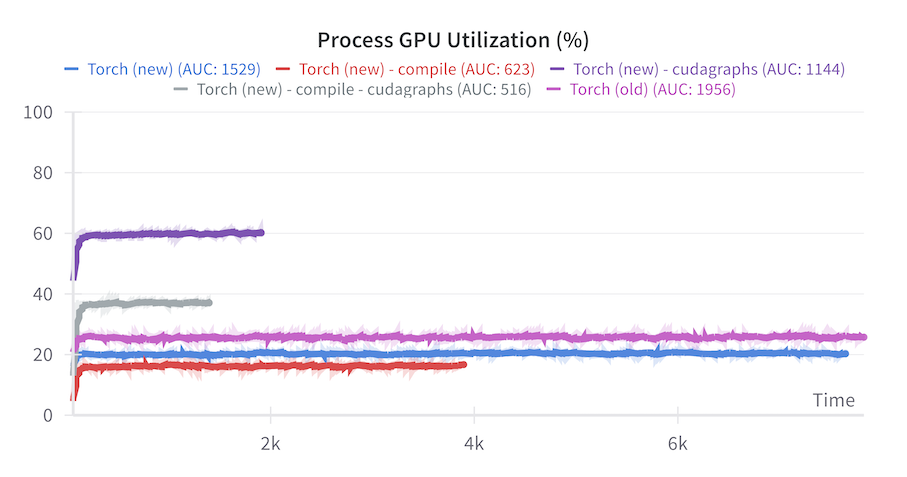 Process GPU Utilization (%)
Torch (new) (AUC: 1529) Torch (new) - compile (AUC: 623) Torch (new) - cudagraphs (AUC: 1144)
Torch (new) - compile - cudagraphs (AUC: 516) Torch (old) (AUC: 1956)
100
80
60
40
20
0
Time
2k 4k 6k